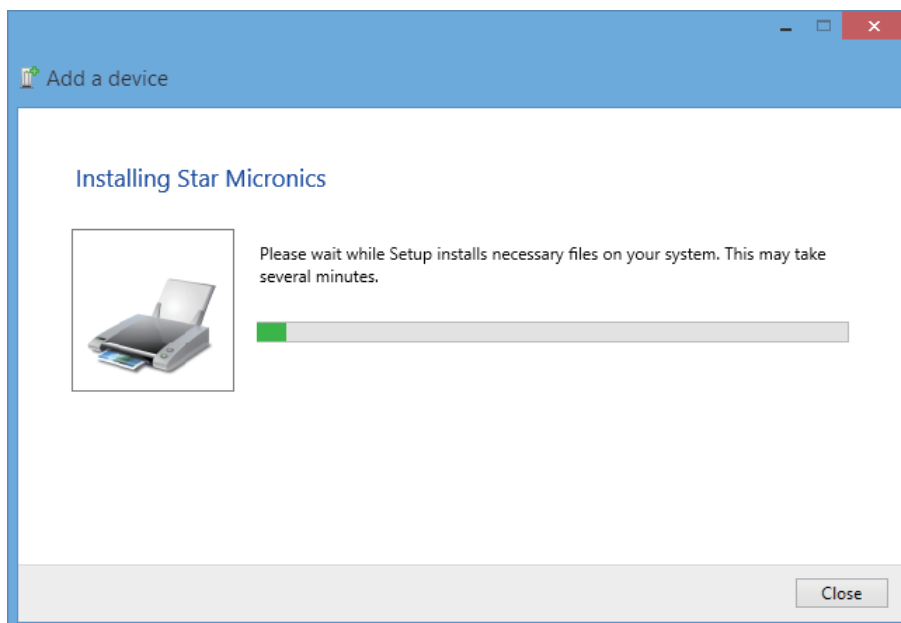 Add a device
Installing Star Micronics
Please wait while Setup installs necessary files on your system. This may take
several minutes.
Close